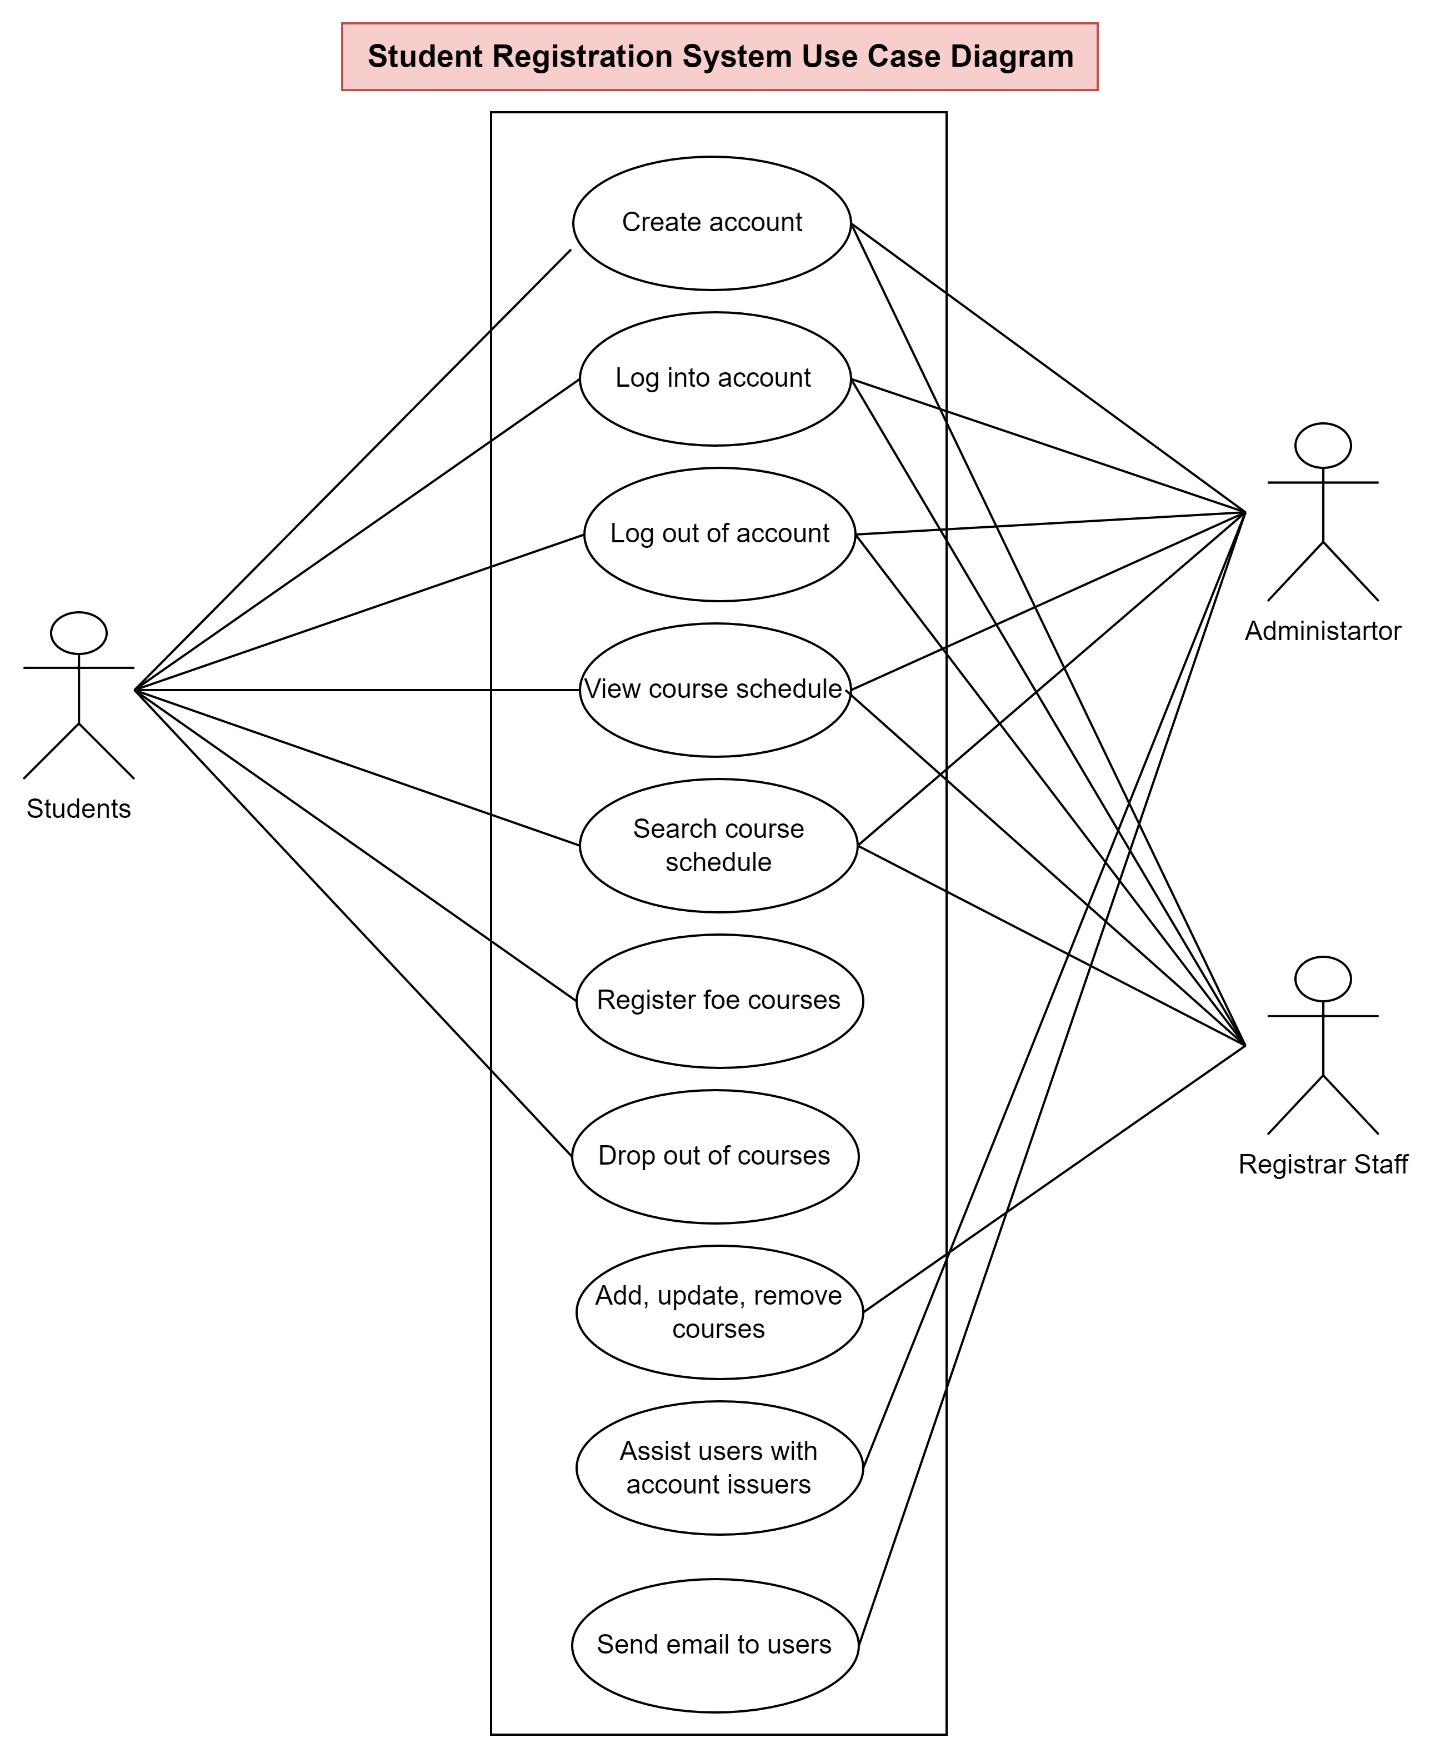 Student Registration System Use Case Diagram
Create account
Log into account
Log out of account
View course schedule
Search course
schedule
Register foe courses
Drop out of courses
Add, update, remove
courses
Assist users with
account issuers
Send email to users
Students
Administartor
Registrar Staff